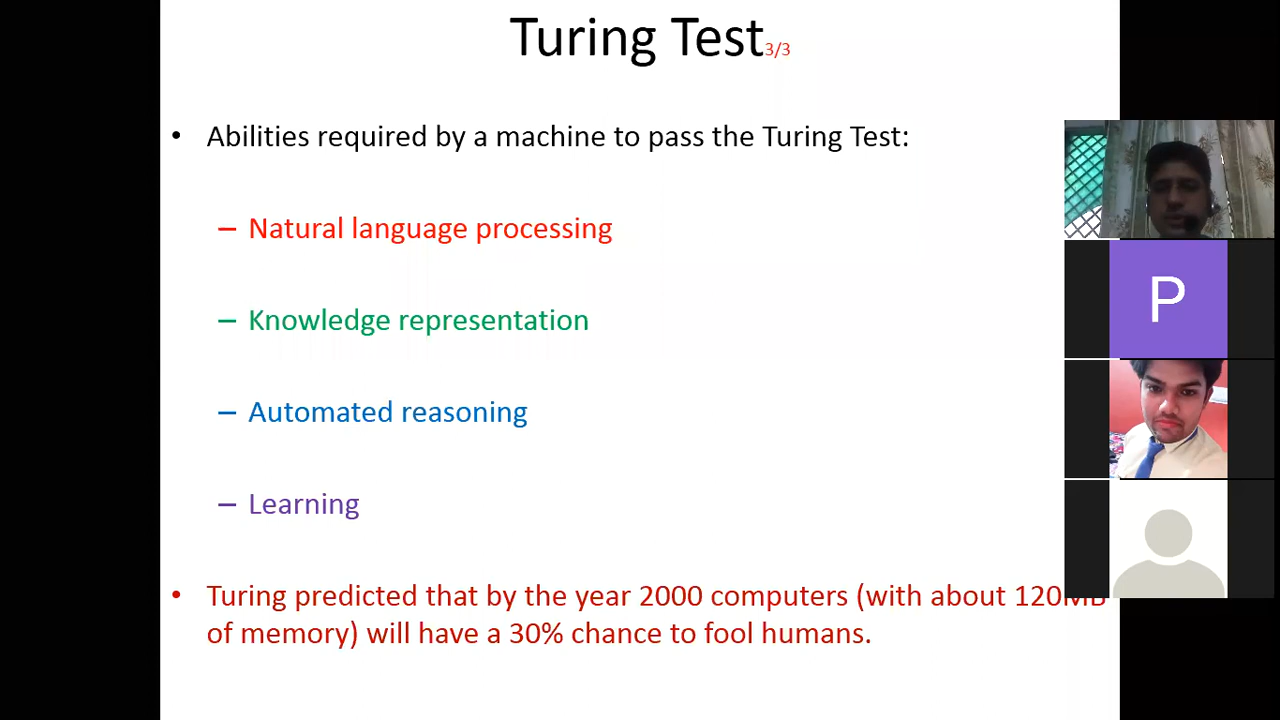 Turing Test3/3
• Abilities required by a machine to pass the Turing Test:
– Natural language processing
– Knowledge representation
– Automated reasoning
– Learning
• Turing predicted that by the year 2000 computers (with about 120MB
of memory) will have a 30% chance to fool humans.
P